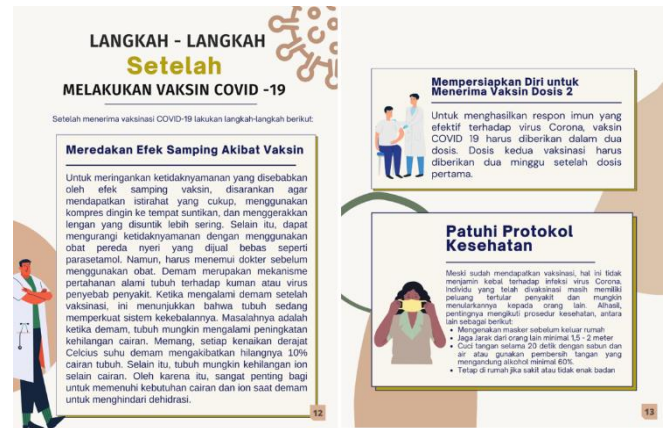 LANGKAH - LANGKAH
Setelah
MELAKUKAN VAKSIN COVID -19
Setelah menerima vaksinasi COVID-19 lakukan langkah-langkah berikut:
Meredakan Efek Samping Akibat Vaksin
Untuk meringankan ketidaknyamanan yang disebabkan
oleh efek samping vaksin, disarankan agar
mendapatkan istirahat yang cukup, menggunakan
kompres dingin ke tempat suntikan, dan menggerakkan
lengan yang disuntik lebih sering. Selain itu, dapat
mengurangi ketidaknyamanan dengan menggunakan
obat pereda nyeri yang dijual bebas seperti
parasetamol. Namun, harus menemui dokter sebelum
menggunakan obat. Demam merupakan mekanisme
pertahanan alami tubuh terhadap kuman atau virus
penyebab penyakit. Ketika mengalami demam setelah
vaksinasi, ini menunjukkan bahwa tubuh sedang
memperkuat sistem kekebalannya. Masalahnya adalah
ketika demam, tubuh mungkin mengalami peningkatan
kehilangan cairan. Memang, setiap kenaikan derajat
Celcius suhu demam mengakibatkan hilangnya 10%
cairan tubuh. Selain itu, tubuh mungkin kehilangan ion
selain cairan. Oleh karena itu, sangat penting bagi
untuk memenuhi kebutuhan cairan dan ion saat demam
untuk menghindari dehidrasi.
12
Mempersiapkan Diri untuk
Menerima Vaksin Dosis 2
Untuk menghasilkan respon imun yang
efektif terhadap virus Corona, vaksin
COVID 19 harus diberikan dalam dua
dosis. Dosis kedua vaksinasi harus
diberikan dua minggu setelah dosis
pertama.
Patuhi Protokol
Kesehatan
Meski sudah mendapatkan vaksinasi, hal ini tidak
menjamin kebal terhadap infeksi virus Corona.
Individu yang telah divaksinasi masih memiliki
peluang tertular penyakit dan mungkin
menularkannya kepada orang lain. Alhasil,
pentingnya mengikuti prosedur kesehatan, antara
lain sebagai berikut:
• Mengenakan masker sebelum keluar rumah
• Jaga Jarak dari orang lain minimal 1,5 - 2 meter
• Cuci tangan selama 20 detik dengan sabun dan
air atau gunakan pembersih tangan yang
mengandung alkohol minimal 60%.
• Tetap di rumah jika sakit atau tidak enak badan
13